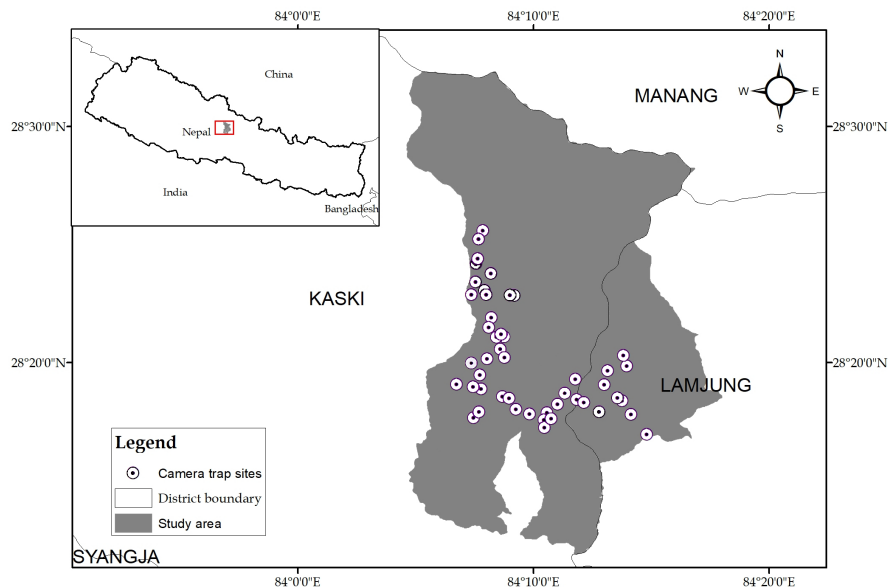 84°0'0"E 84°10'0"E 84°20'0"E
China
Nepal
India
Bangladesh
MANANG
N
W E
S
28°30'0"N 28°30'0"N
KASKI
28°20'0"N 28°20'0"N
LAMJUNG
Legend
Camera trap sites
District boundary
Study area
SYANGJA
84°0'0"E 84°10'0"E 84°20'0"E